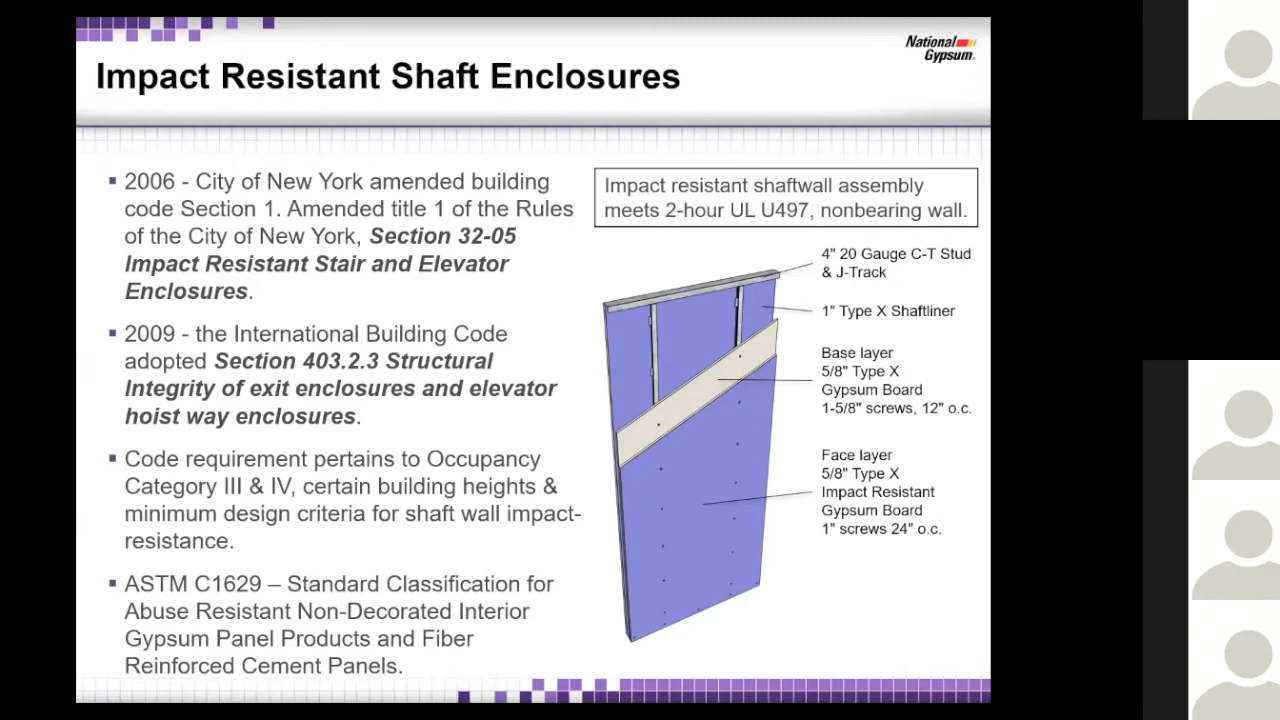 National
Gypsum
Impact Resistant Shaft Enclosures
2006 - City of New York amended building
code Section 1. Amended title 1 of the Rules
of the City of New York, Section 32-05
Impact Resistant Stair and Elevator
Enclosures.
2009 - the International Building Code
adopted Section 403.2.3 Structural
Integrity of exit enclosures and elevator
hoist way enclosures.
Code requirement pertains to Occupancy
Category III & IV, certain building heights &
minimum design criteria for shaft wall impact-
resistance.
ASTM C1629 – Standard Classification for
Abuse Resistant Non-Decorated Interior
Gypsum Panel Products and Fiber
Reinforced Cement Panels.
Impact resistant shaftwall assembly
meets 2-hour UL U497, nonbearing wall.
4" 20 Gauge C-T Stud
& J-Track
1" Type X Shaftliner
Base layer
5/8" Type X
Gypsum Board
1-5/8" screws, 12" o.c.
Face layer
5/8" Type X
Impact Resistant
Gypsum Board
1" screws 24" o.c.